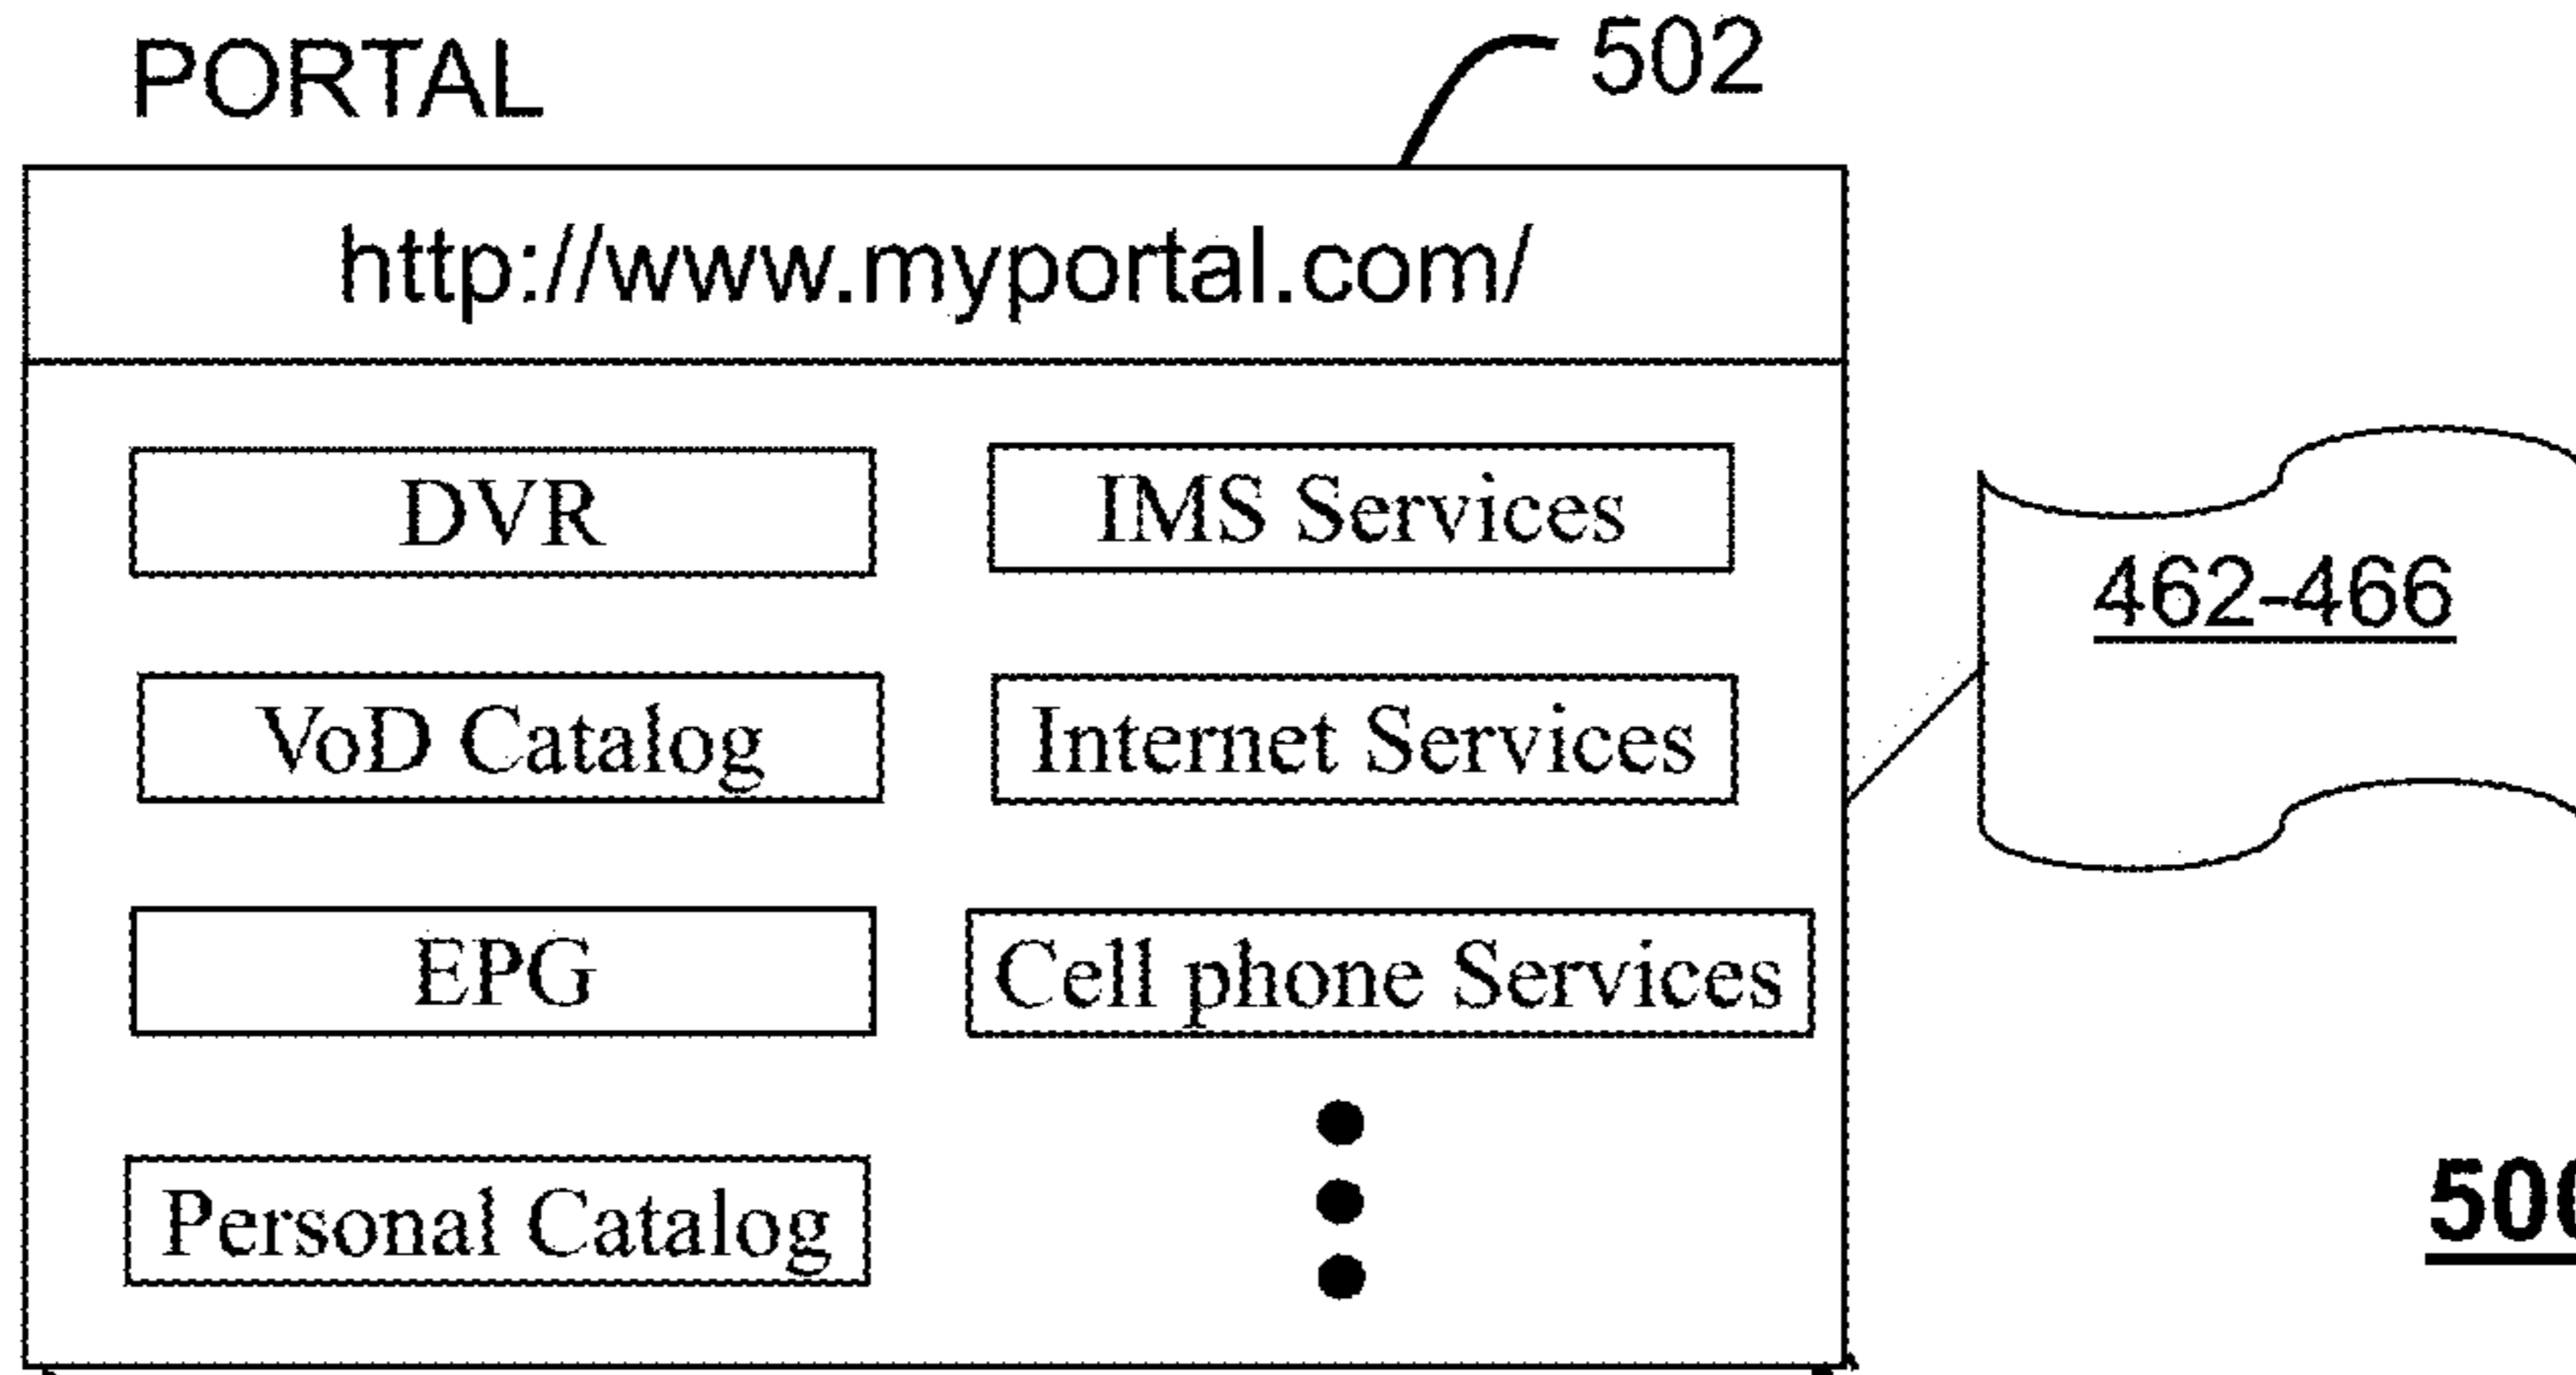 PORTAL
502
http://www.myportal.com/
DVR
IMS Services
462-466
VoD Catalog
Internet Services
EPG
Cell phone Services
Personal Catalog